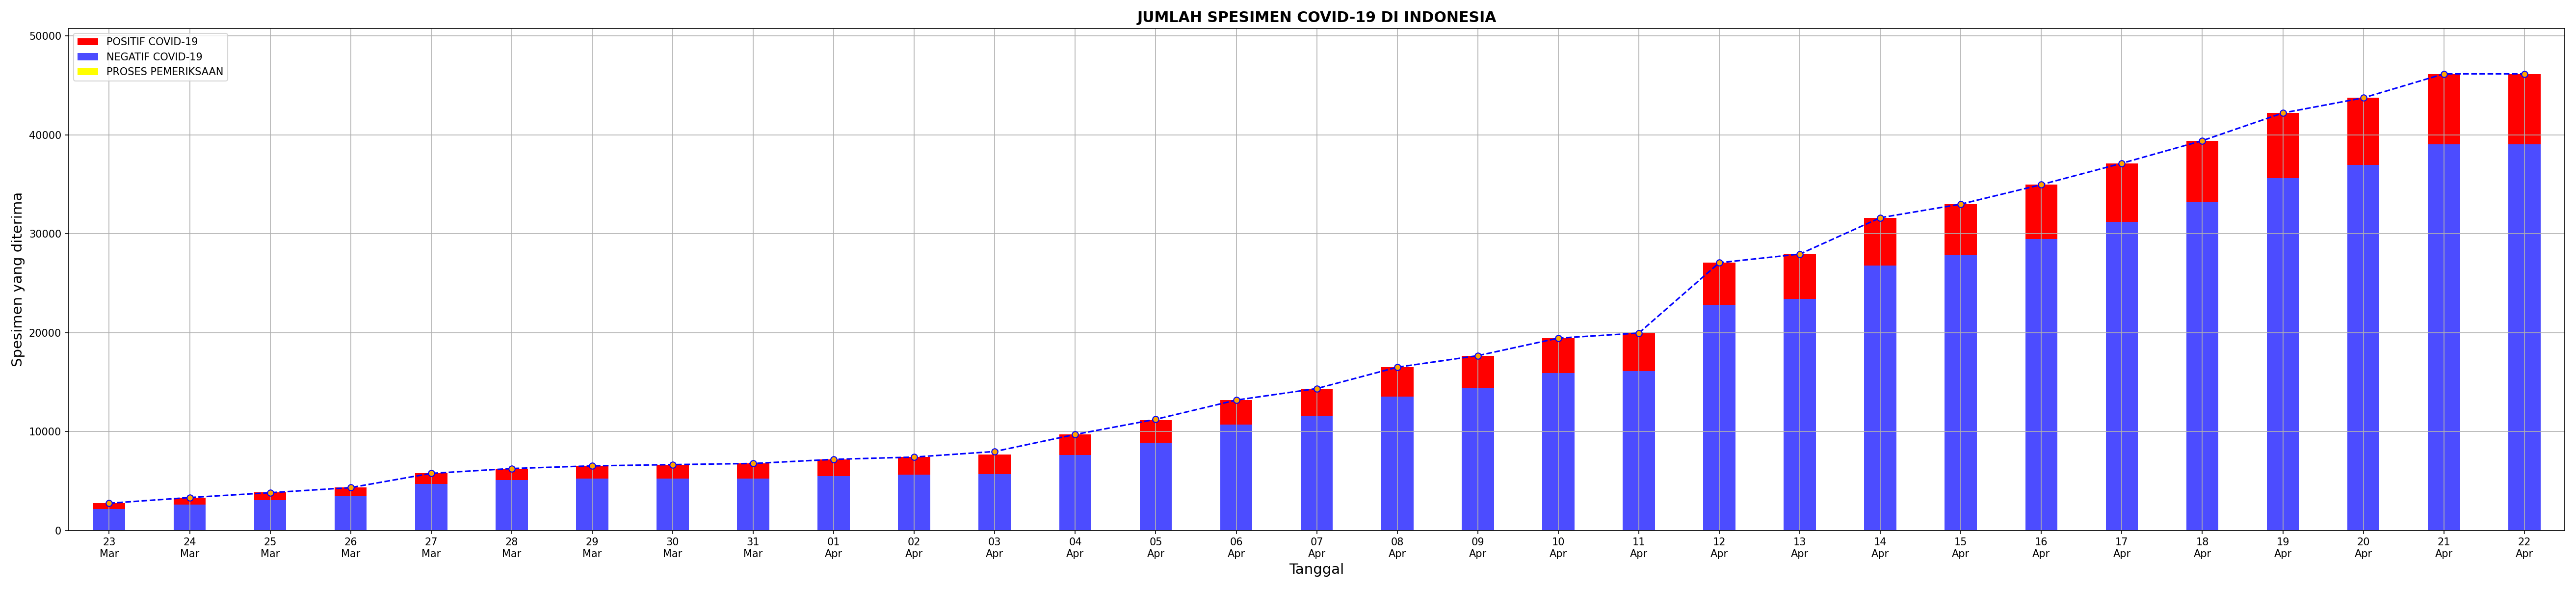 JUMLAH SPESIMEN COVID-19 DI INDONESIA
POSITIF COVID-19
NEGATIF COVID-19
PROSES PEMERIKSAAN
Spesimen yang diterima
50000
40000
30000
20000
10000
0
23 24 25 26 27 28 29 30 31 01 02 03 04 05 06 07 08 09 10 11 12 13 14 15 16 17 18 19 20 21 22
Mar Mar Mar Mar Mar Mar Mar Mar Mar Apr Apr Apr Apr Apr Apr Apr Apr Apr Apr Apr Apr Apr Apr Apr Apr Apr Apr Apr Apr Apr Apr
Tanggal